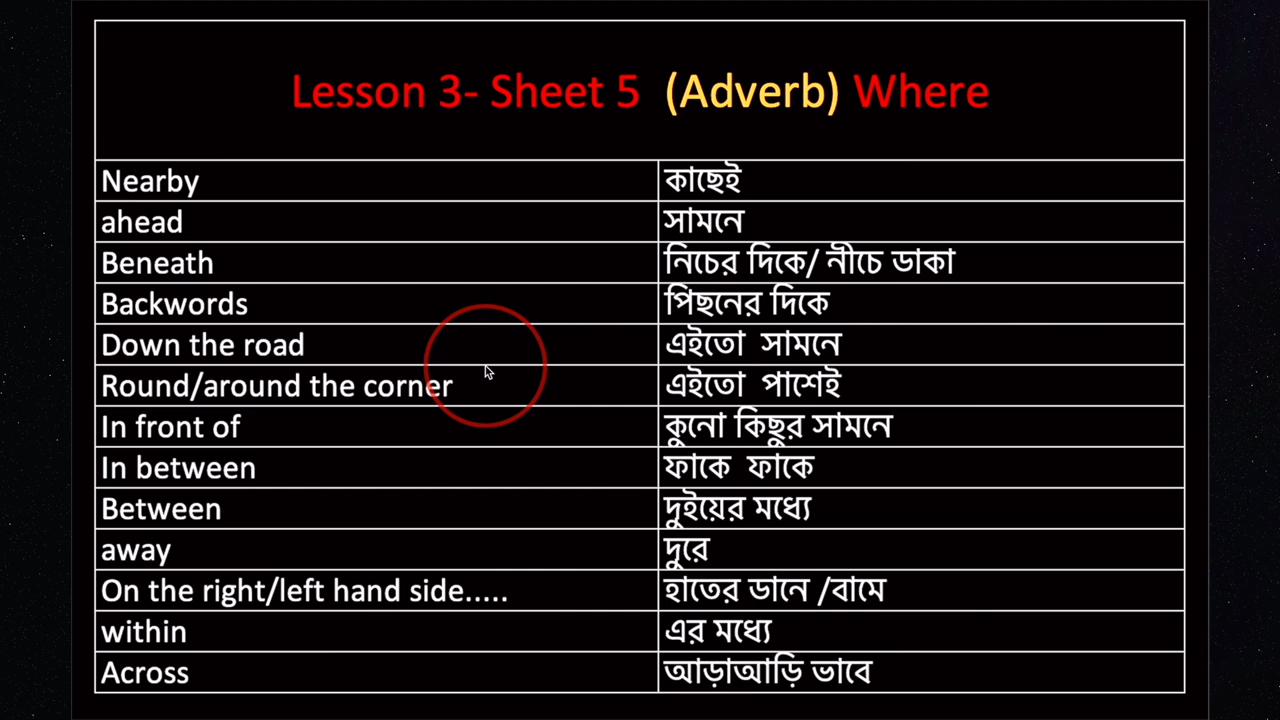 Lesson 3- Sheet 5 (Adverb) Where
Nearby কাছেই
ahead সামনে
Beneath নিচের দিকে/ নীচে ডাকা
Backwords পিছনের দিকে
Down the road এইতো সামনে
Round/around the corner এইতো পাশেই
In front of কুনো কিছুর সামনে
In between ফাকে ফাকে
Between দুইয়ের মধ্যে
away দুরে
On the right/left hand side..... হাতের ডানে /বামে
within এর মধ্যে
Across আড়াআড়ি ভাবে